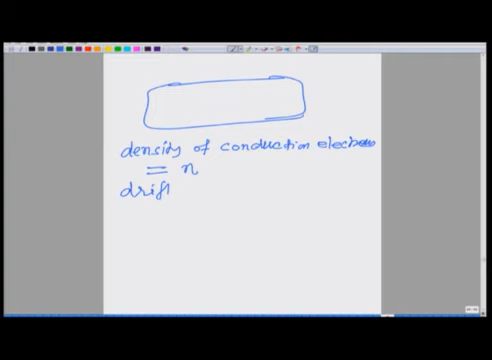 density of conduction electrons
= n
drift